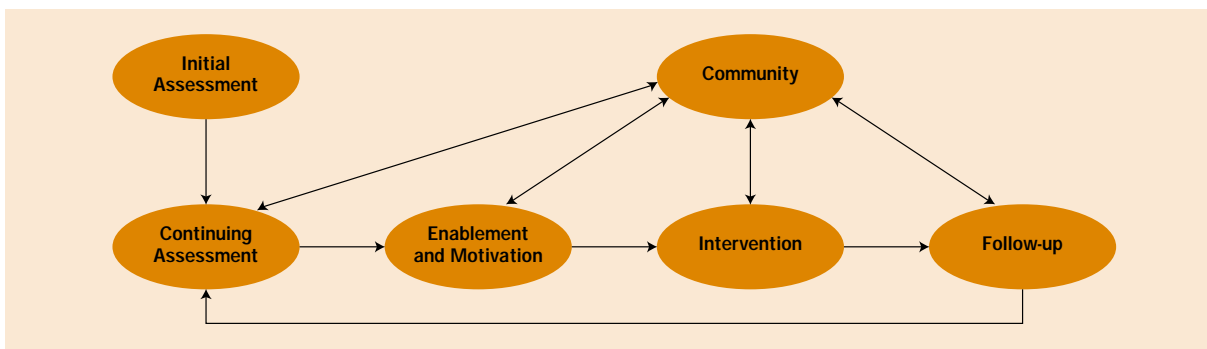 Initial
Assessment
Community
Continuing
Assessment
Enablement
and Motivation
Intervention
Follow-up